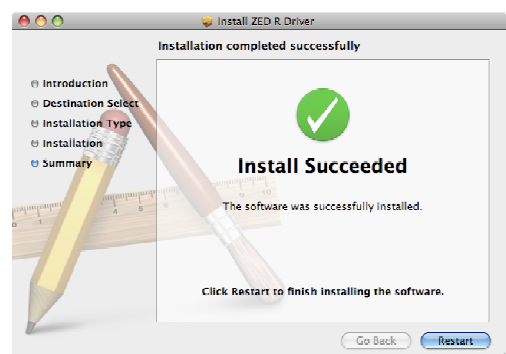 Install ZED R Driver
Installation completed successfully
Introduction
Destination Select
Installation Type
Installation
Summary
Install Succeeded
The software was successfully installed.
Click Restart to finish installing the software.
Go Back
Restart